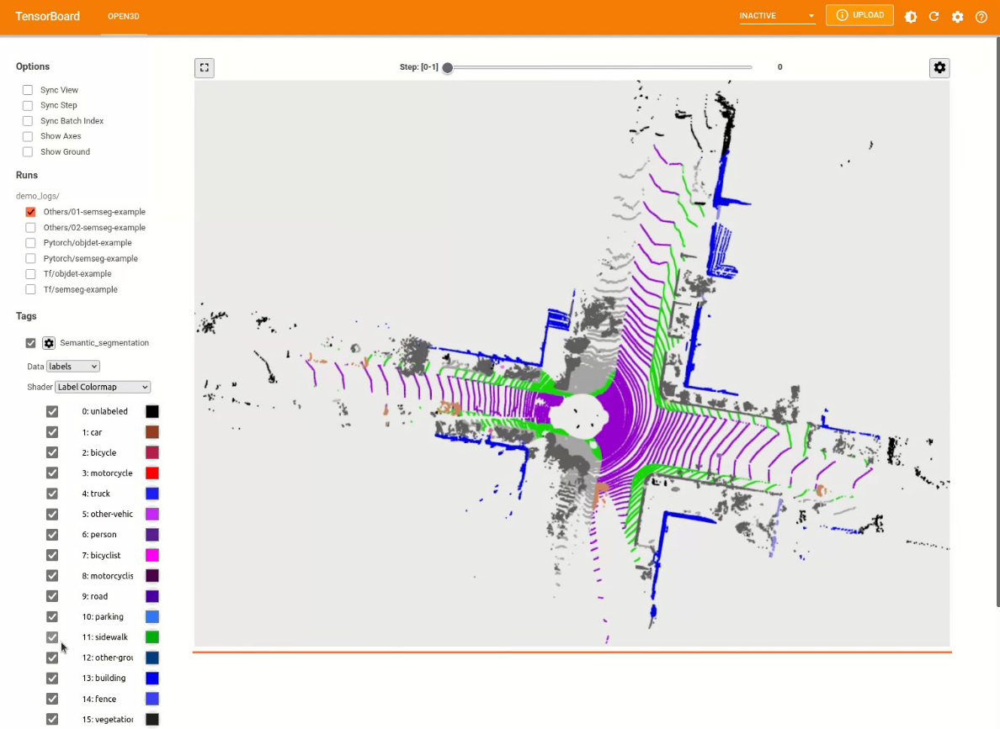 TensorBoard
OPEN3D
INACTIVE
UPLOAD
Options
Sync View
Sync Step
Sync Batch Index
Show Axes
Show Ground
Runs
demo_logs/
Others/01-semseg-example
Others/02-semseg-example
Pytorch/objdet-example
Pytorch/semseg-example
Tf/objdet-example
Tf/semseg-example
Tags
Semantic_segmentation
Data labels
Shader Label Colormap
0: unlabeled
1: car
2: bicycle
3: motorcycle
4: truck
5: other-vehic
6: person
7: bicyclist
8: motorcyclis
9: road
10: parking
11: sidewalk
12: other-grou
13: building
14: fence
15: vegetation
Step: [0-1] 0